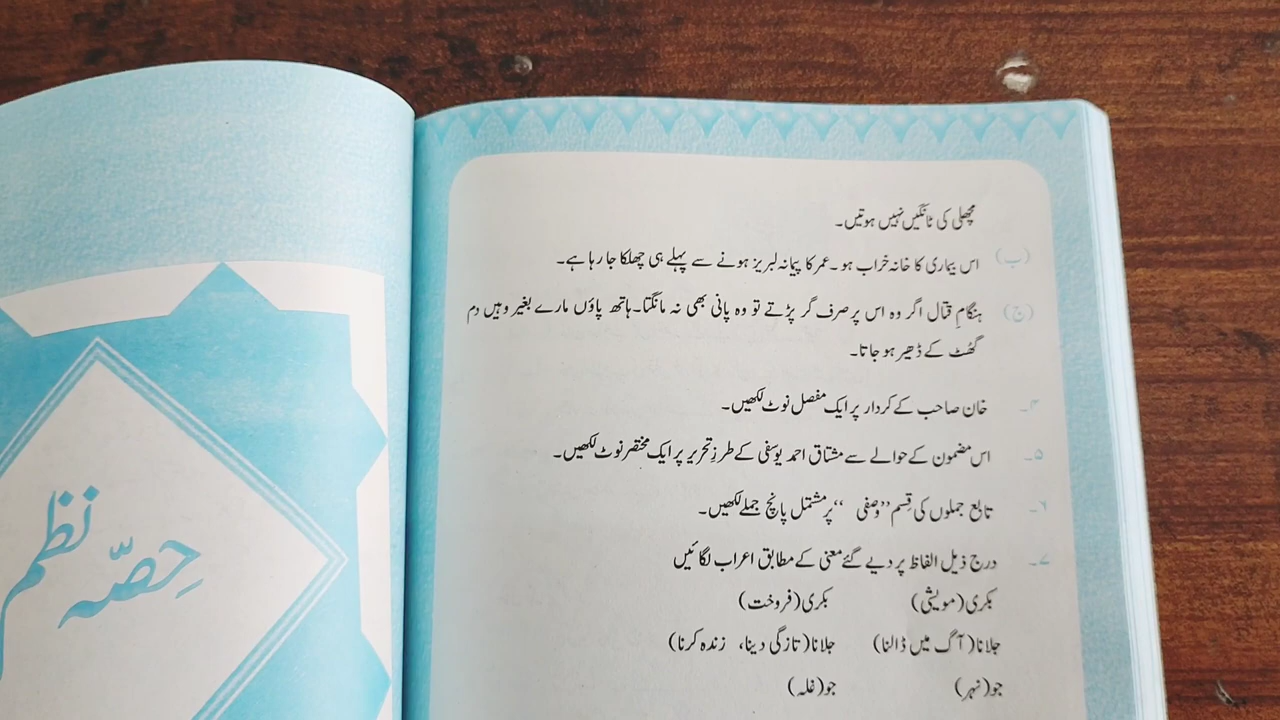 مچھلی کی ٹانگیں نہیں ہوتیں۔
(ب) اس بیماری کا خانہ خراب ہو۔ عمر کا پیمانہ لبریز ہونے سے پہلے ہی چھلکا جا رہا ہے۔
(ج) ہنگامِ قتال اگر وہ اس پر صرف گر پڑتے تو وہ پانی بھی نہ مانگتا۔ ہاتھ پاؤں مارے بغیر وہیں دم
گھٹ کے ڈھیر ہو جاتا۔
۴۔ خان صاحب کے کردار پر ایک مفصل نوٹ لکھیں۔
۵۔ اس مضمون کے حوالے سے مشتاق احمد یوسفی کے طرزِ تحریر پر ایک مختصر نوٹ لکھیں۔
۶۔ تابع جملوں کی قسم ”وصفی “ پر مشتمل پانچ جملے لکھیں۔
۷۔ درج ذیل الفاظ پر دیے گئے معنی کے مطابق اعراب لگائیں
بکری (مویشی) بکری (فروخت)
جلانا (آگ میں ڈالنا) جلانا (تازگی دینا، زندہ کرنا)
جو (نہر) جو (غلہ)
حِصّہ نظم